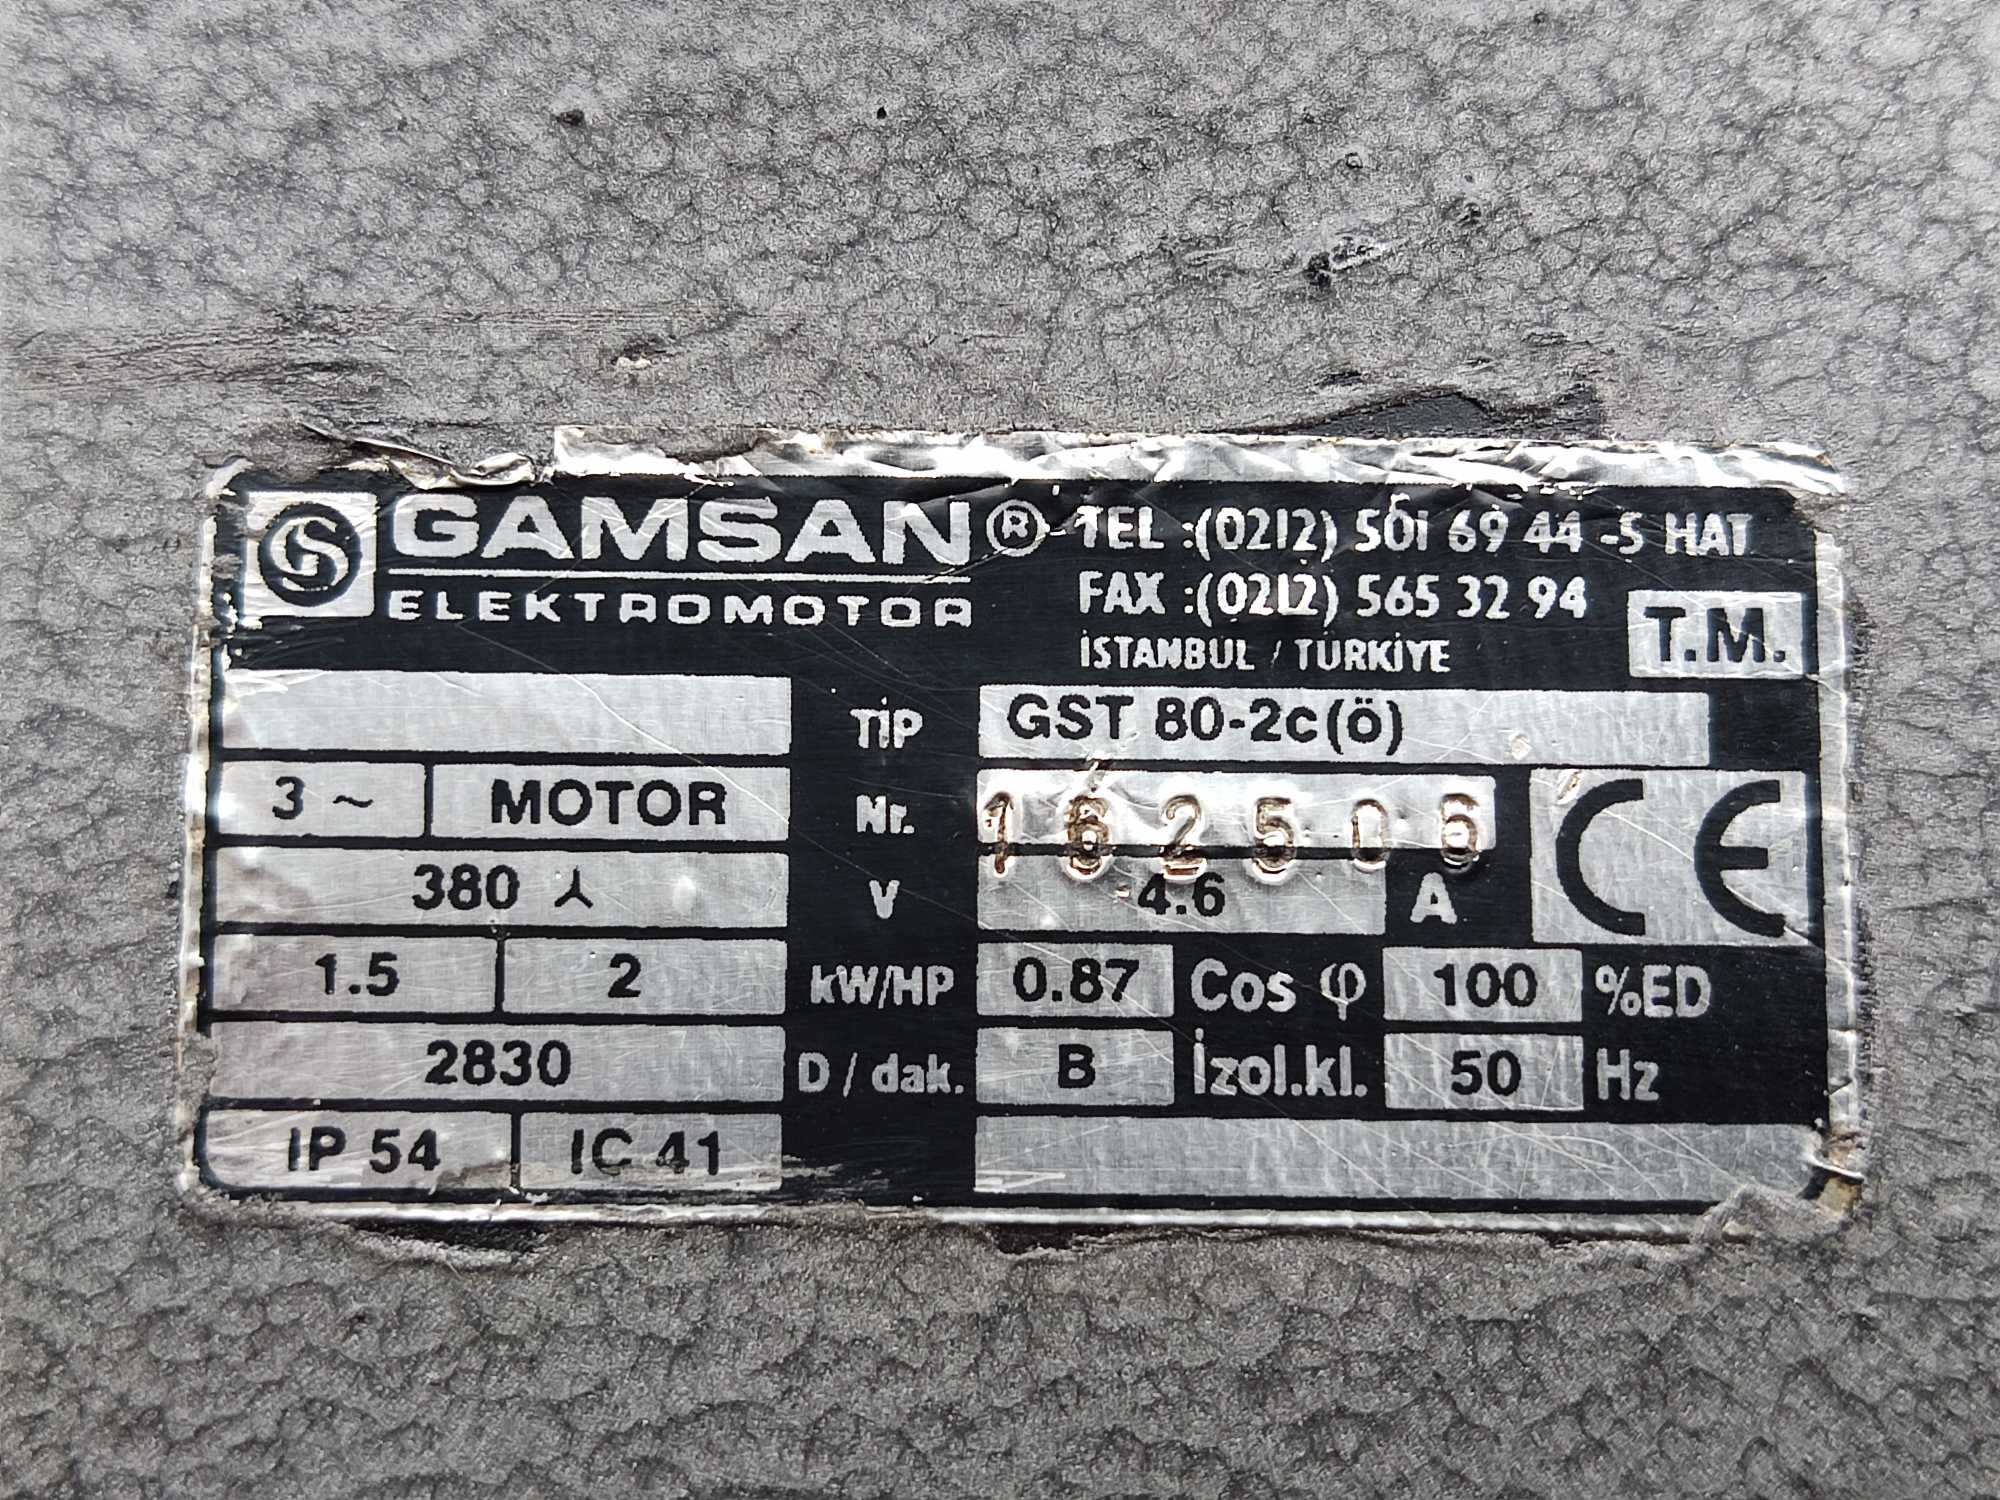 GS GAMSAN® TEL :(0212) 501 69 44 -5 HAT
ELEKTROMOTOR FAX :(0212) 565 32 94
İSTANBUL / TÜRKİYE T.M.
TİP GST 80-2c(ö)
3 ~ MOTOR Nr. 162506 CE
380 V 4.6 A
1.5 2 kW/HP 0.87 Cos φ 100 %ED
2830 D / dak. B İzol.kl. 50 Hz
IP 54 IC 41